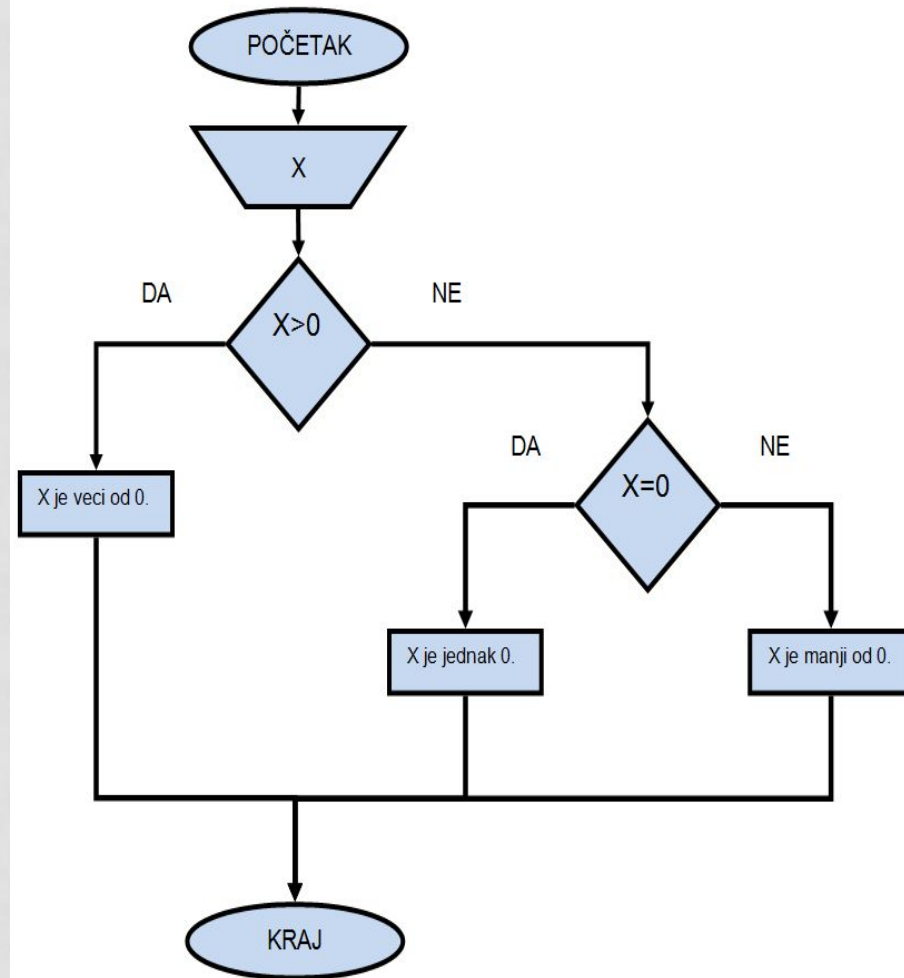 POČETAK
X
DA
NE
X>0
DA
NE
X=0
X je veci od 0.
X je jednak 0.
X je manji od 0.
KRAJ